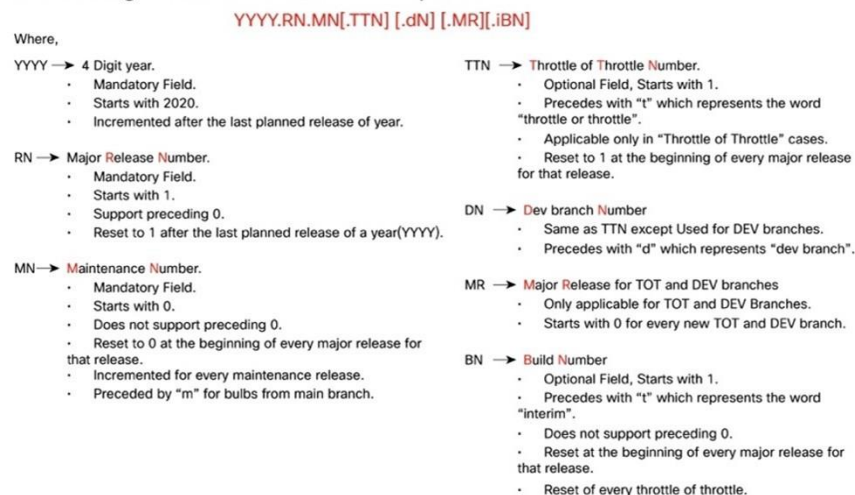 YYYY.RN.MN[.TTN] [.dN] [.MR][.iBN]
Where,
YYYY → 4 Digit year.
· Mandatory Field.
· Starts with 2020.
· Incremented after the last planned release of year.
RN → Major Release Number.
· Mandatory Field.
· Starts with 1.
· Support preceding 0.
· Reset to 1 after the last planned release of a year(YYYY).
MN→ Maintenance Number.
· Mandatory Field.
· Starts with 0.
· Does not support preceding 0.
· Reset to 0 at the beginning of every major release for
that release.
· Incremented for every maintenance release.
· Preceded by “m” for bulbs from main branch.
TTN → Throttle of Throttle Number.
· Optional Field, Starts with 1.
· Precedes with “t” which represents the word
“throttle or throttle”.
· Applicable only in “Throttle of Throttle” cases.
· Reset to 1 at the beginning of every major release
for that release.
DN → Dev branch Number
· Same as TTN except Used for DEV branches.
· Precedes with “d” which represents “dev branch”.
MR → Major Release for TOT and DEV branches
· Only applicable for TOT and DEV Branches.
· Starts with 0 for every new TOT and DEV branch.
BN → Build Number
· Optional Field, Starts with 1.
· Precedes with “t” which represents the word
“interim”.
· Does not support preceding 0.
· Reset at the beginning of every major release for
that release.
· Reset of every throttle of throttle.